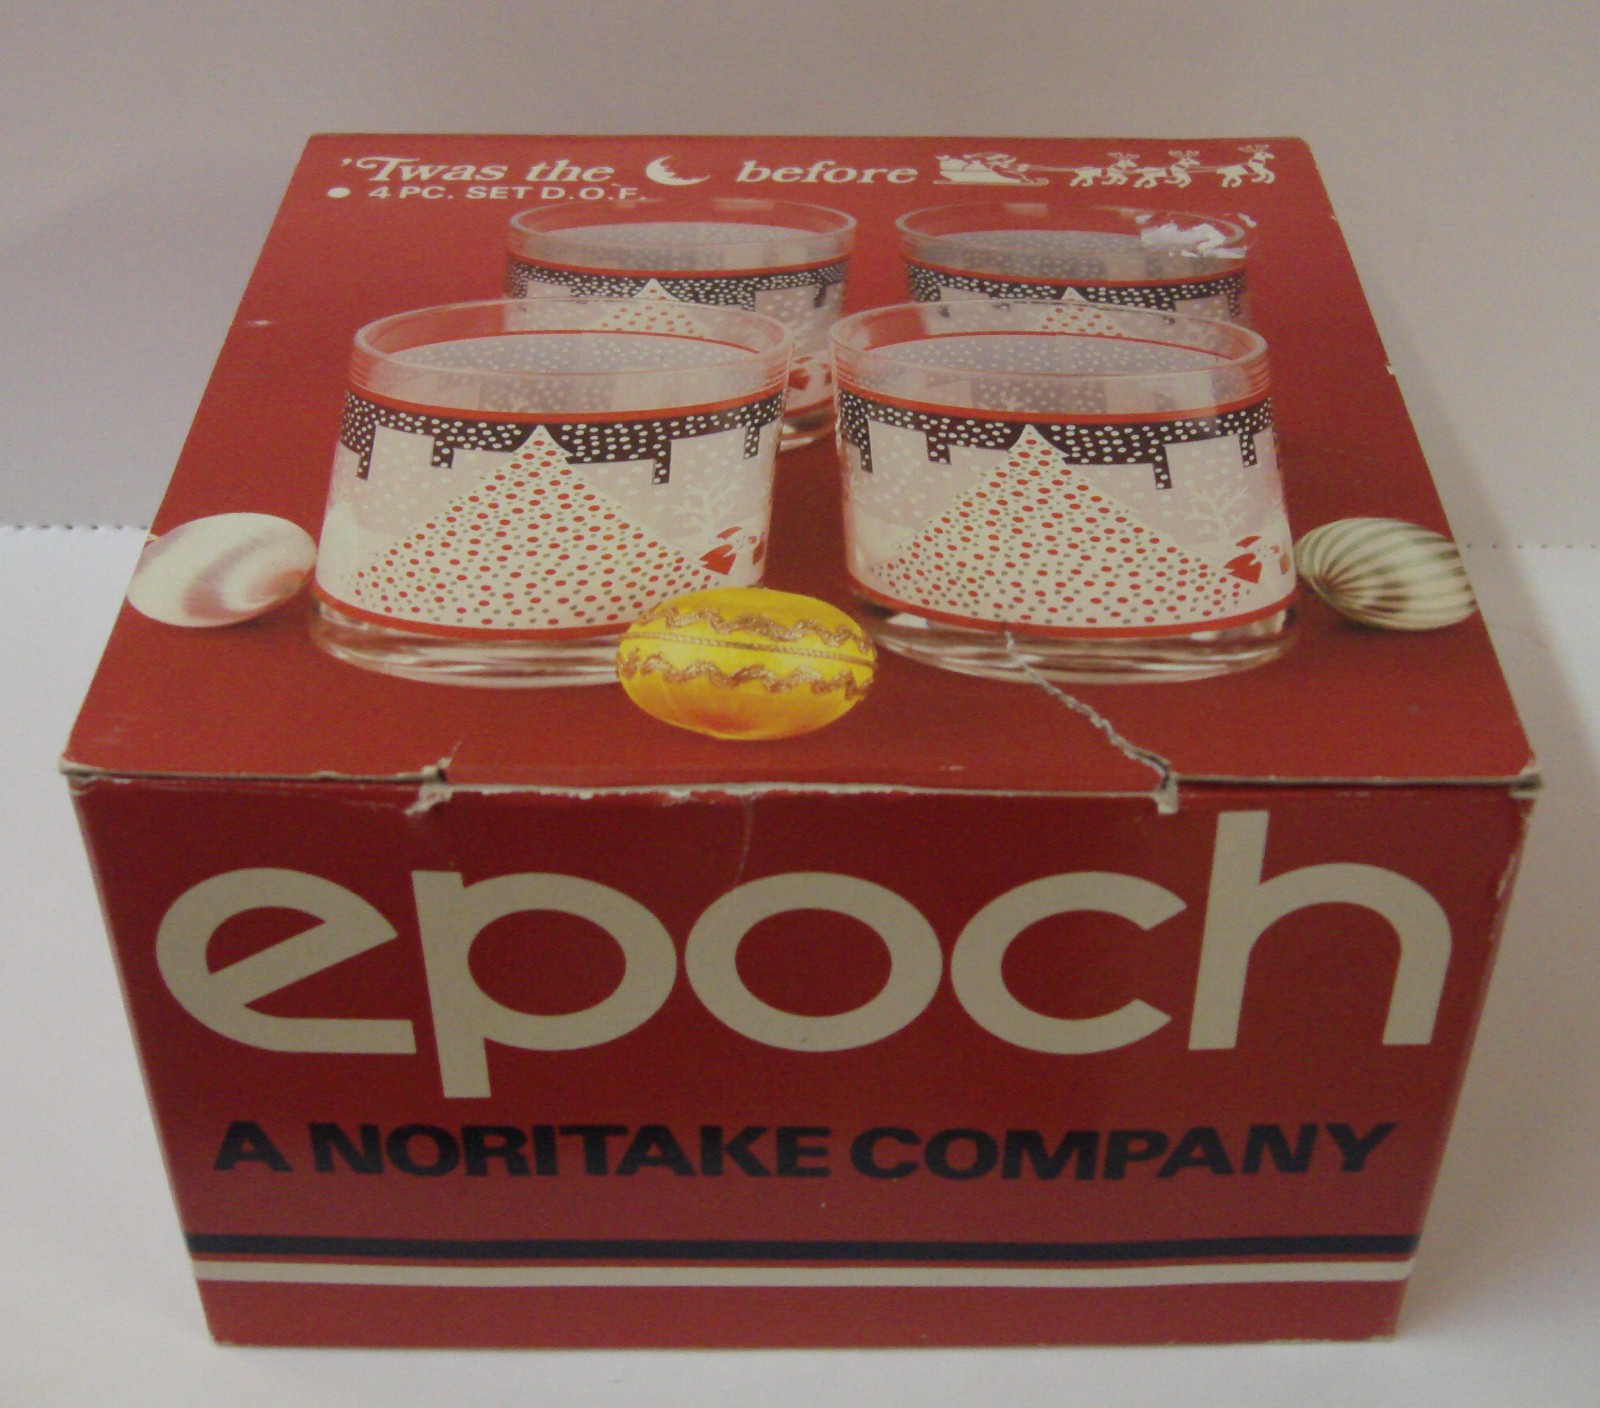 'Twas the before
• 4 PC. SET D.O.F.
epoch
A NORITAKE COMPANY